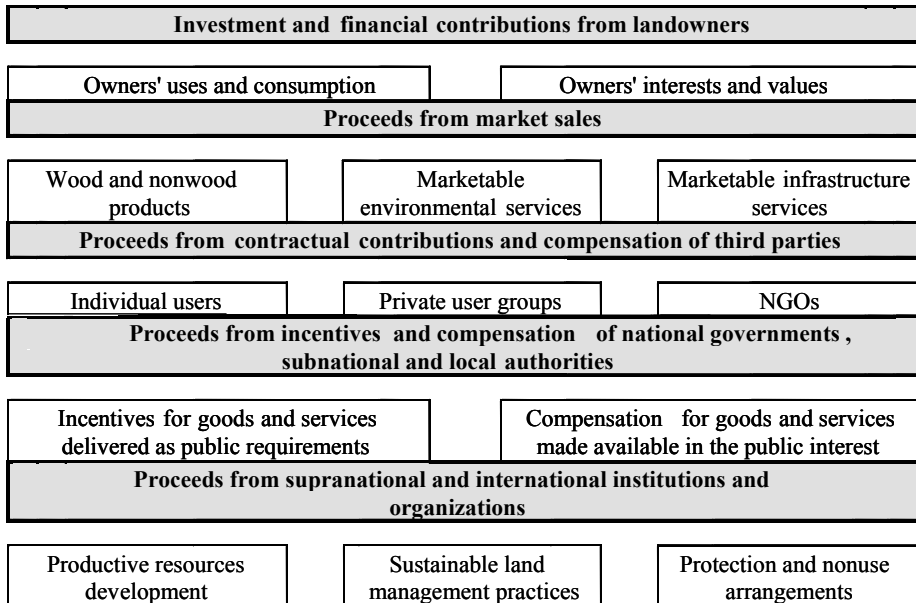 Investment and financial contributions from landowners
Owners' uses and consumption
Owners' interests and values
Proceeds from market sales
Wood and nonwood
products
Marketable
environmental services
Marketable infrastructure
services
Proceeds from contractual contributions and compensation of third parties
Individual users
Private user groups
NGOs
Proceeds from incentives and compensation of national governments ,
subnational and local authorities
Incentives for goods and services
delivered as public requirements
Compensation for goods and services
made available in the public interest
Proceeds from supranational and international institutions and
organizations
Productive resources
development
Sustainable land
management practices
Protection and nonuse
arrangements